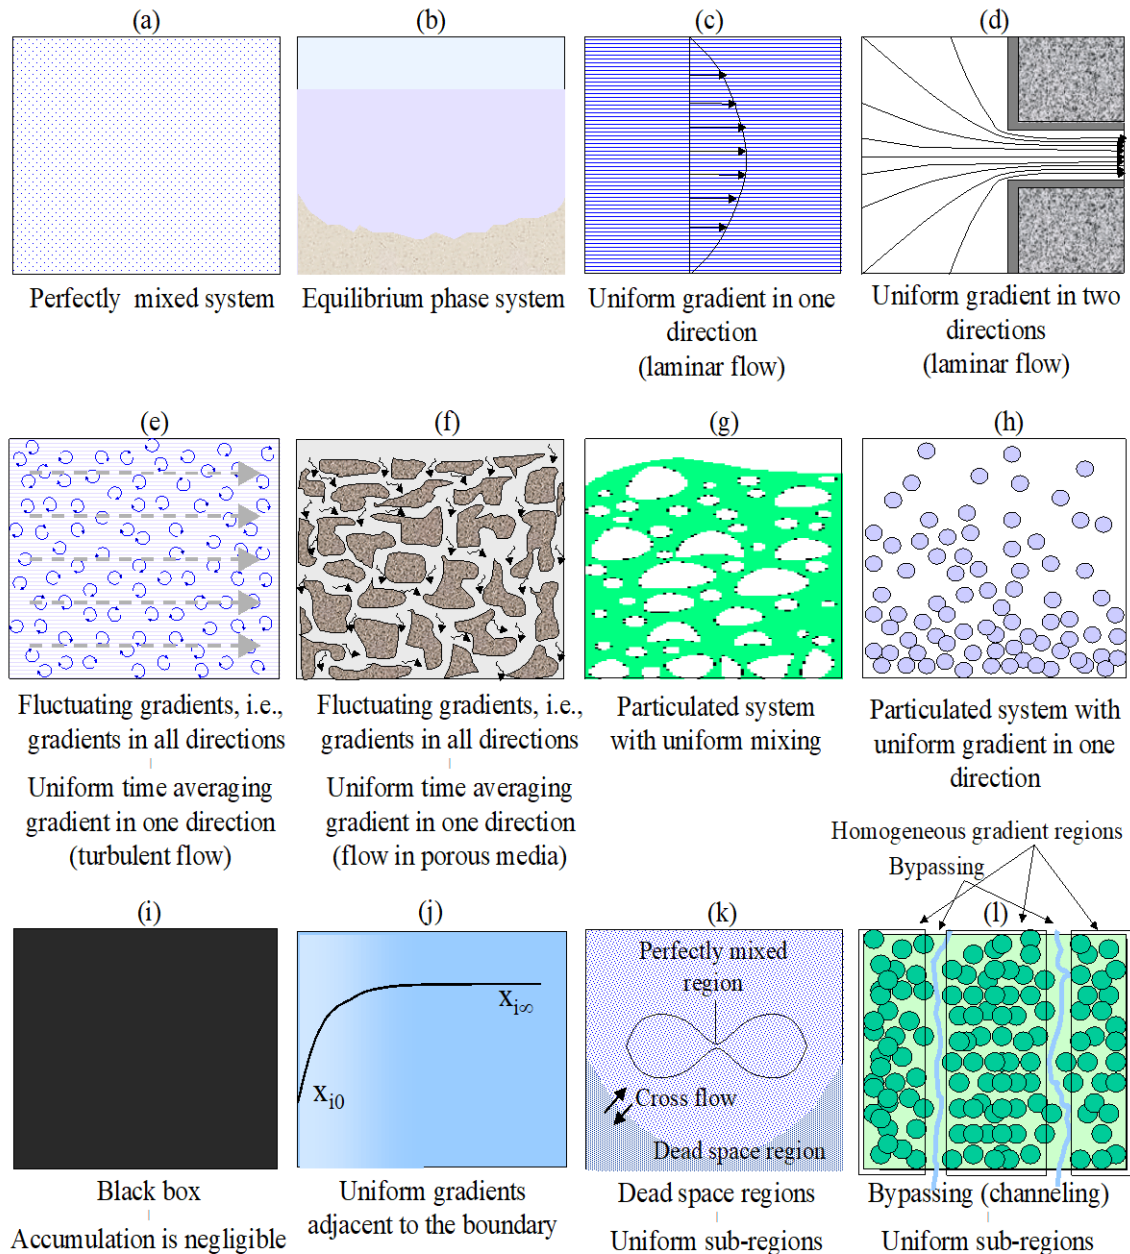 (a)
Perfectly mixed system
(b)
Equilibrium phase system
(c)
Uniform gradient in one
direction
(laminar flow)
(d)
Uniform gradient in two
directions
(laminar flow)
(e)
Fluctuating gradients, i.e.,
gradients in all directions
Uniform time averaging
gradient in one direction
(turbulent flow)
(f)
Fluctuating gradients, i.e.,
gradients in all directions
Uniform time averaging
gradient in one direction
(flow in porous media)
(g)
Particulated system
with uniform mixing
(h)
Particulated system with
uniform gradient in one
direction
(i)
Black box
Accumulation is negligible
(j)
x_{i0}
x_{i∞}
Uniform gradients
adjacent to the boundary
(k)
Perfectly mixed
region
Cross flow
Dead space region
Dead space regions
Uniform sub-regions
Homogeneous gradient regions
Bypassing
(l)
Bypassing (channeling)
Uniform sub-regions